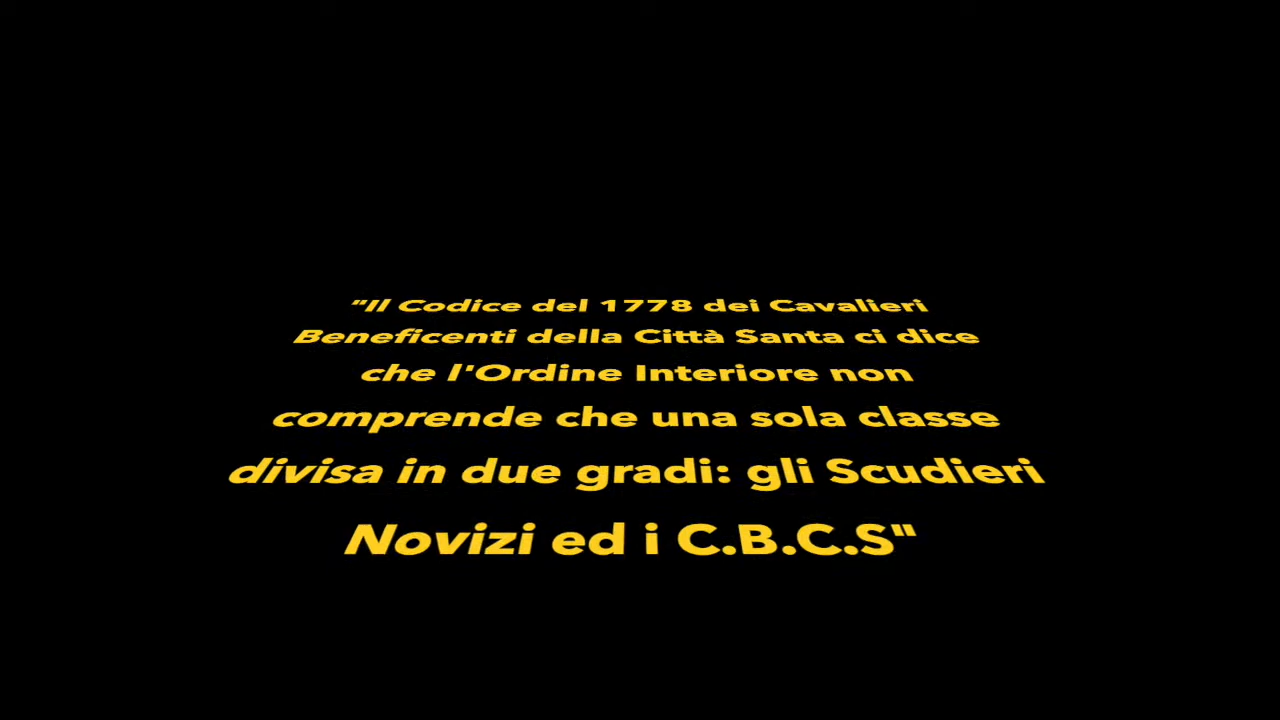 "Il Codice del 1778 dei Cavalieri
Beneficenti della Città Santa ci dice
che l'Ordine Interiore non
comprende che una sola classe
divisa in due gradi: gli Scudieri
Novizi ed i C.B.C.S"